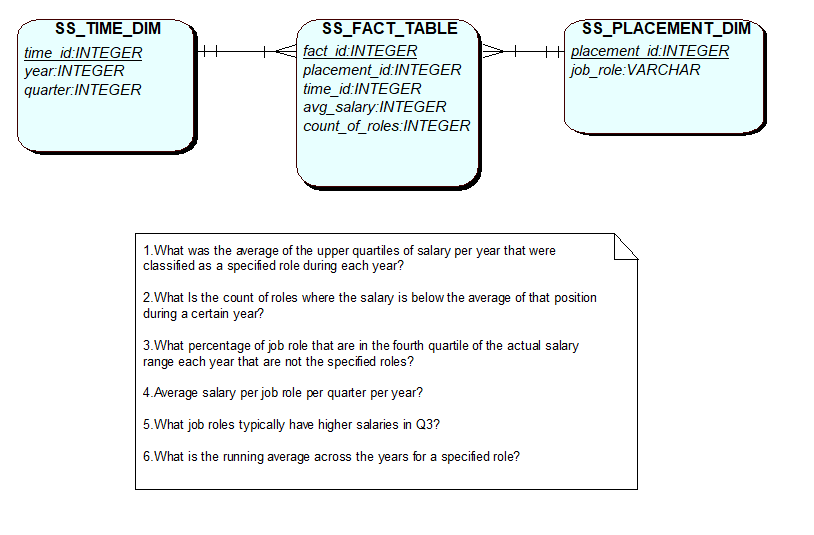 SS_TIME_DIM
time_id:INTEGER
year:INTEGER
quarter:INTEGER
SS_FACT_TABLE
fact_id:INTEGER
placement_id:INTEGER
time_id:INTEGER
avg_salary:INTEGER
count_of_roles:INTEGER
SS_PLACEMENT_DIM
placement_id:INTEGER
job_role:VARCHAR
1.What was the average of the upper quartiles of salary per year that were
classified as a specified role during each year?
2.What Is the count of roles where the salary is below the average of that position
during a certain year?
3.What percentage of job role that are in the fourth quartile of the actual salary
range each year that are not the specified roles?
4.Average salary per job role per quarter per year?
5.What job roles typically have higher salaries in Q3?
6.What is the running average across the years for a specified role?